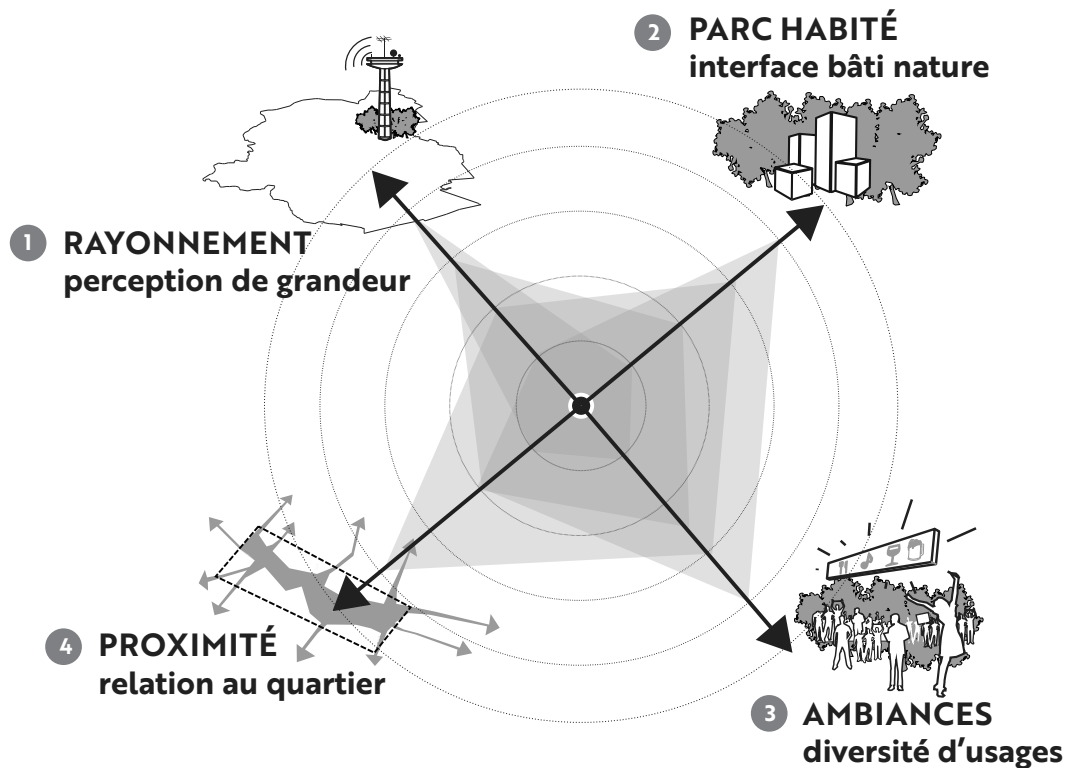 1 RAYONNEMENT
perception de grandeur
2 PARC HABITÉ
interface bâti nature
3 AMBIANCES
diversité d’usages
4 PROXIMITÉ
relation au quartier